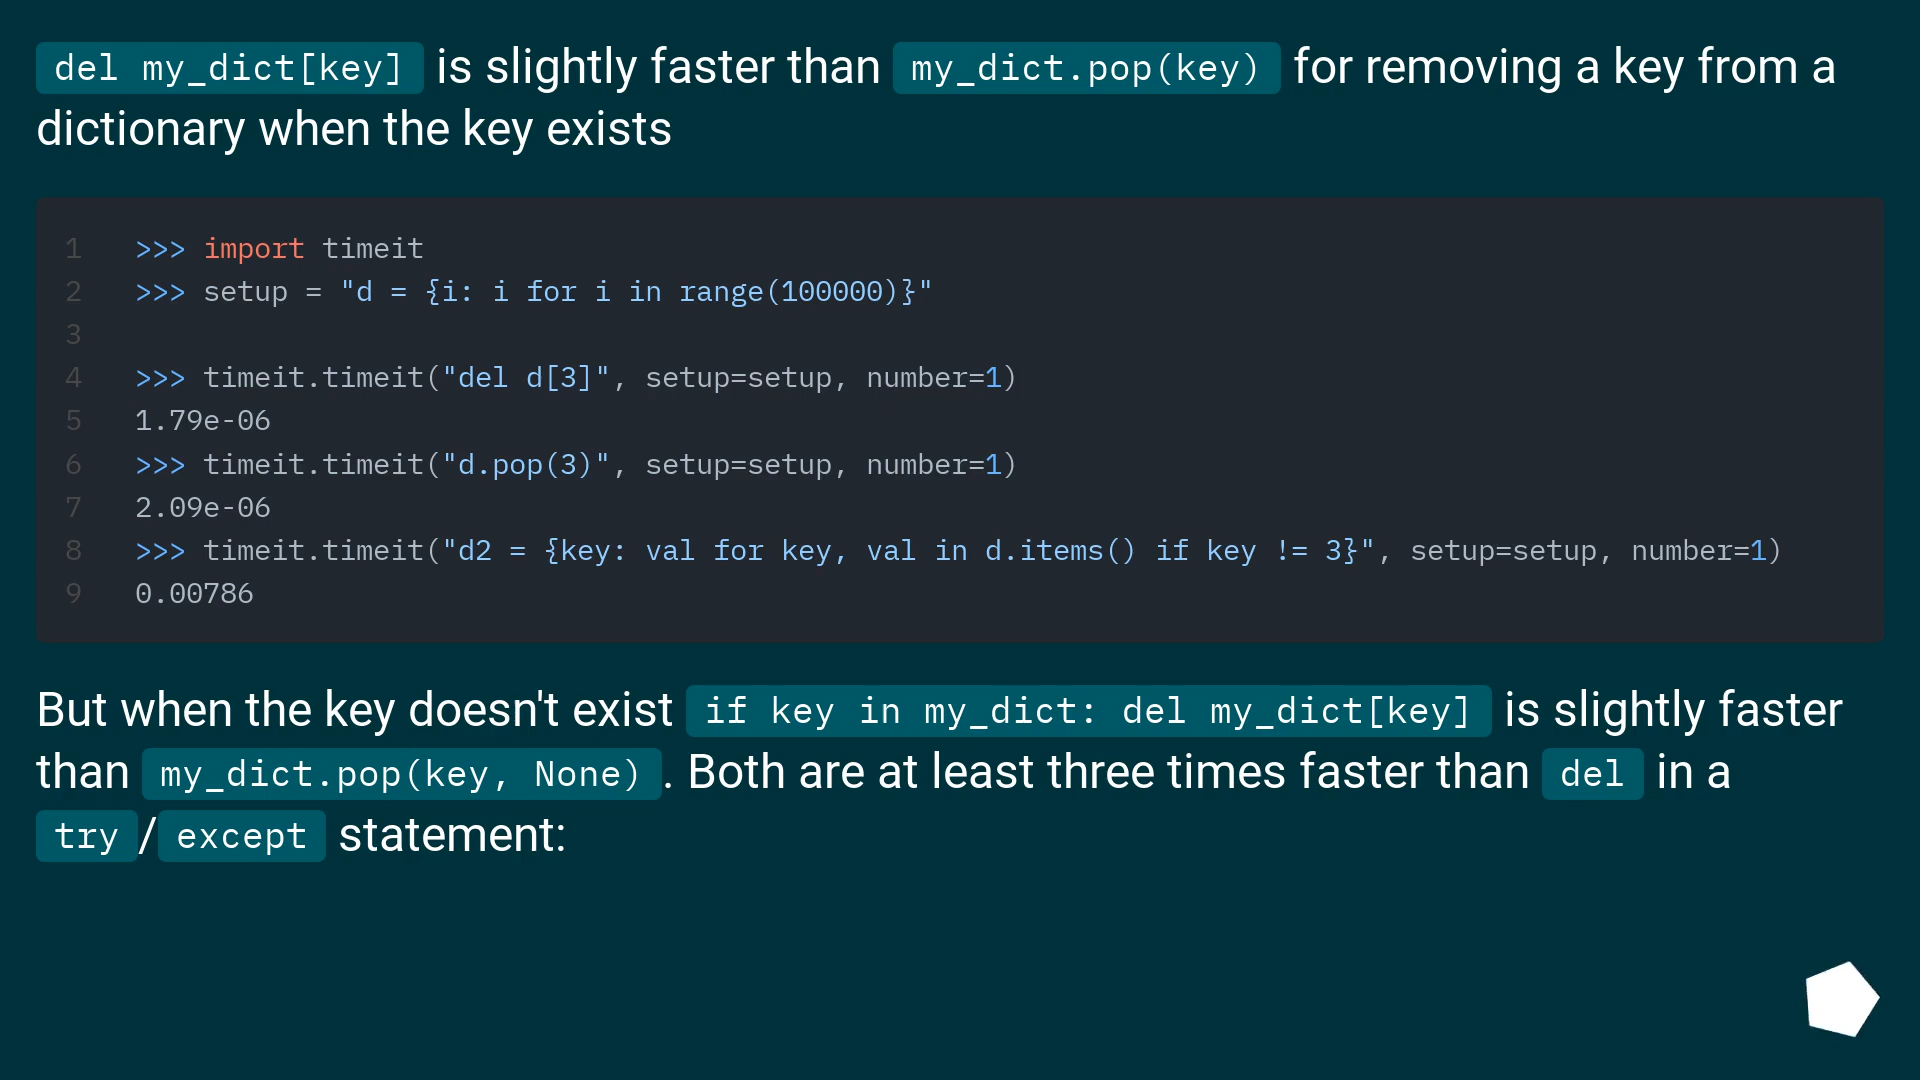 del my_dict[key] is slightly faster than my_dict.pop(key) for removing a key from a
dictionary when the key exists
1 >>> import timeit
2 >>> setup = "d = {i: i for i in range(100000)}"
3
4 >>> timeit.timeit("del d[3]", setup=setup, number=1)
5 1.79e-06
6 >>> timeit.timeit("d.pop(3)", setup=setup, number=1)
7 2.09e-06
8 >>> timeit.timeit("d2 = {key: val for key, val in d.items() if key != 3}", setup=setup, number=1)
9 0.00786
But when the key doesn't exist if key in my_dict: del my_dict[key] is slightly faster
than my_dict.pop(key, None). Both are at least three times faster than del in a
try/except statement: